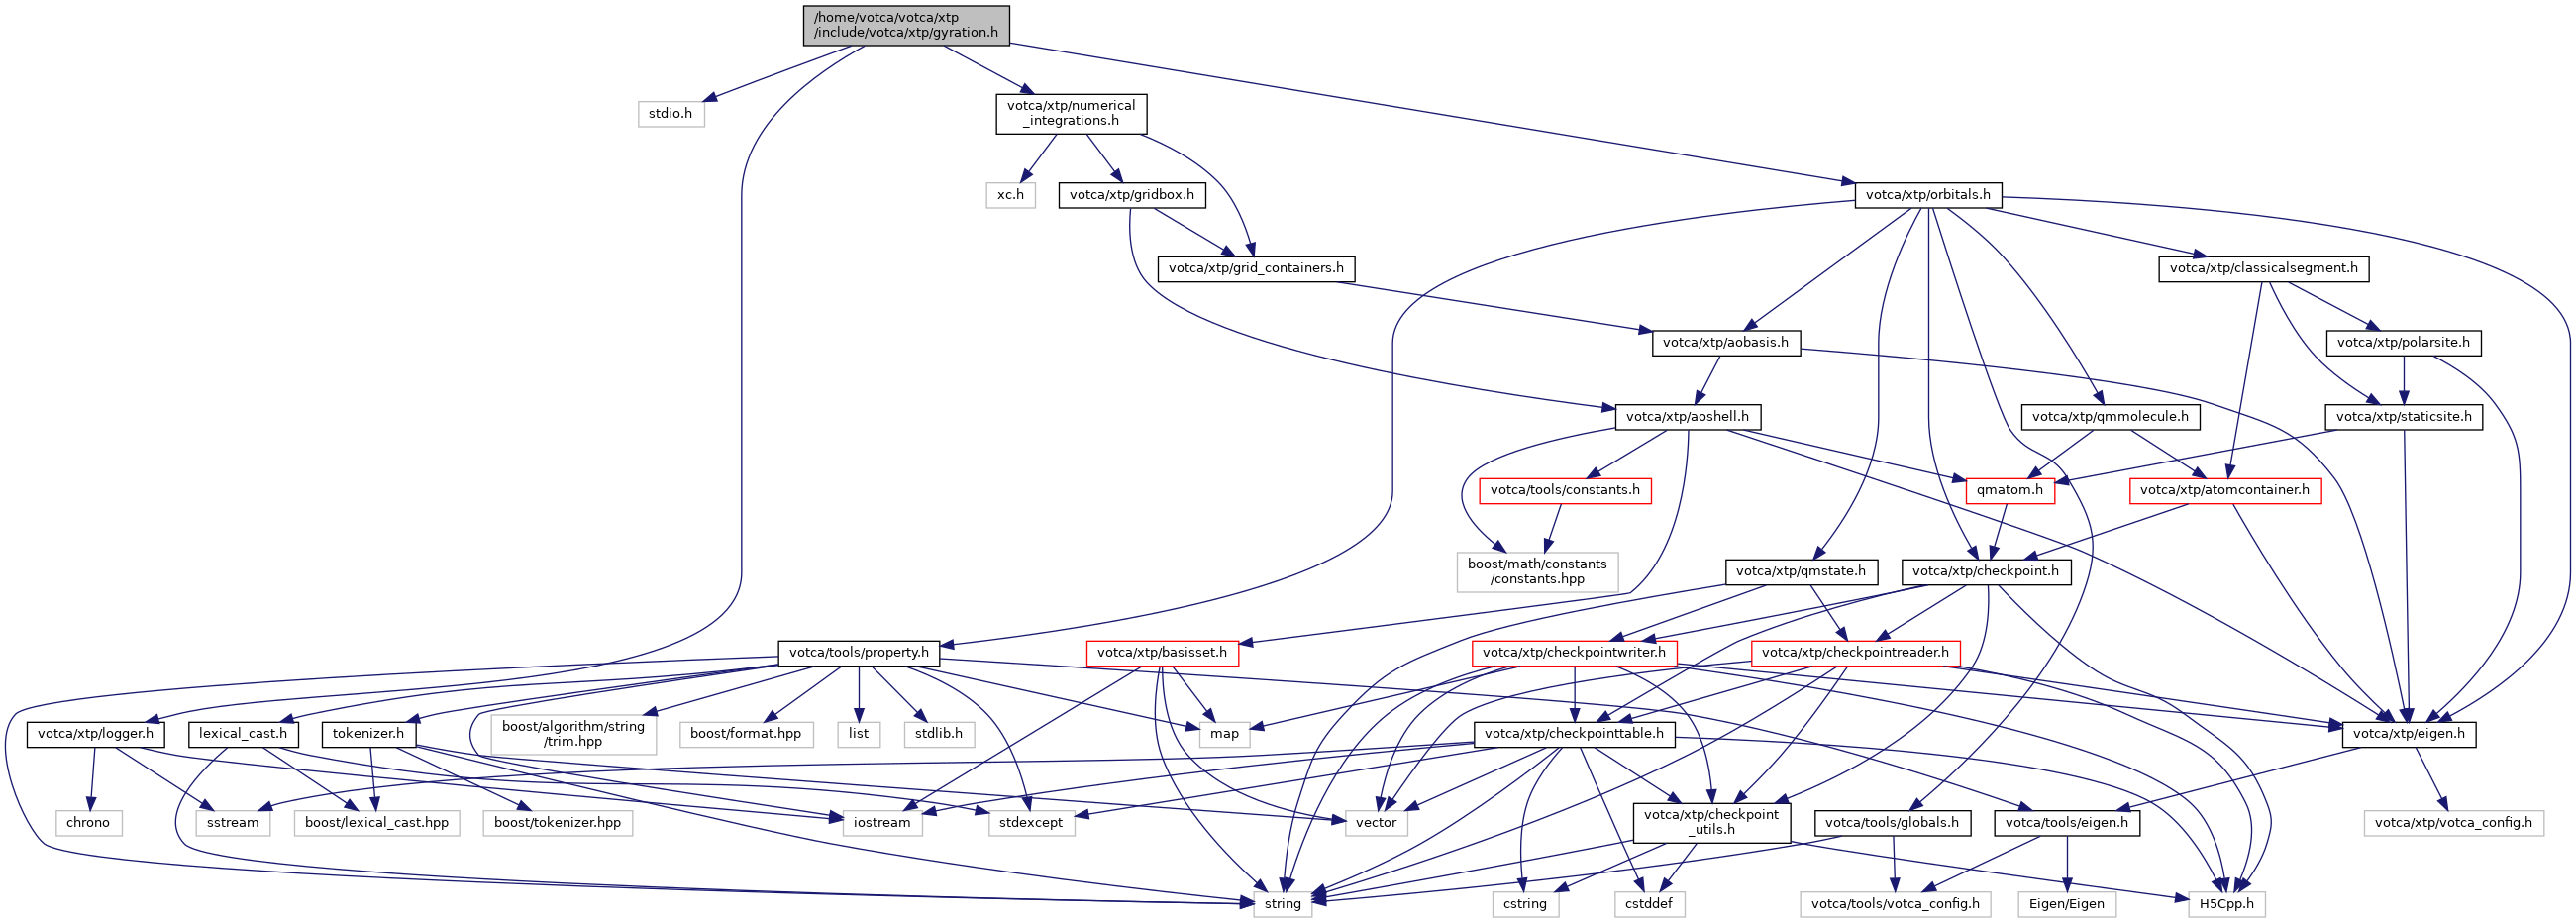 /home/votca/votca/xtp
/include/votca/xtp/gyration.h
stdio.h
votca/xtp/numerical
_integrations.h
xc.h
votca/xtp/gridbox.h
votca/xtp/orbitals.h
votca/xtp/grid_containers.h
votca/xtp/classicalsegment.h
votca/xtp/aobasis.h
votca/xtp/polarsite.h
votca/xtp/aoshell.h
votca/xtp/qmmolecule.h
votca/xtp/staticsite.h
votca/tools/constants.h
qmatom.h
votca/xtp/atomcontainer.h
boost/math/constants
/constants.hpp
votca/xtp/qmstate.h
votca/xtp/checkpoint.h
votca/tools/property.h
votca/xtp/basisset.h
votca/xtp/checkpointwriter.h
votca/xtp/checkpointreader.h
votca/xtp/logger.h
lexical_cast.h
tokenizer.h
boost/algorithm/string
/trim.hpp
boost/format.hpp
list
stdlib.h
map
votca/xtp/checkpointtable.h
votca/xtp/eigen.h
chrono
sstream
boost/lexical_cast.hpp
boost/tokenizer.hpp
iostream
stdexcept
vector
votca/xtp/checkpoint
_utils.h
votca/tools/globals.h
votca/tools/eigen.h
votca/xtp/votca_config.h
string
cstring
cstddef
votca/tools/votca_config.h
Eigen/Eigen
H5Cpp.h